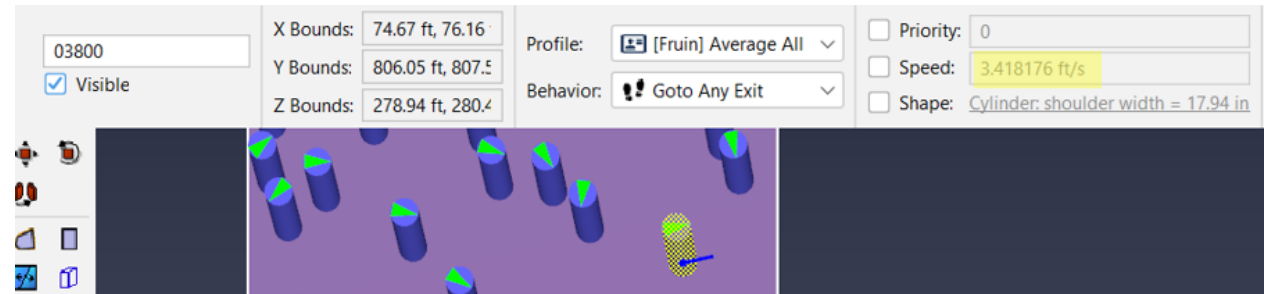 03800
Visible
X Bounds: 74.67 ft, 76.16
Y Bounds: 806.05 ft, 807.5
Z Bounds: 278.94 ft, 280.4
Profile: [Fruin] Average All
Behavior: Goto Any Exit
Priority: 0
Speed: 3.418176 ft/s
Shape: Cylinder: shoulder width = 17.94 in